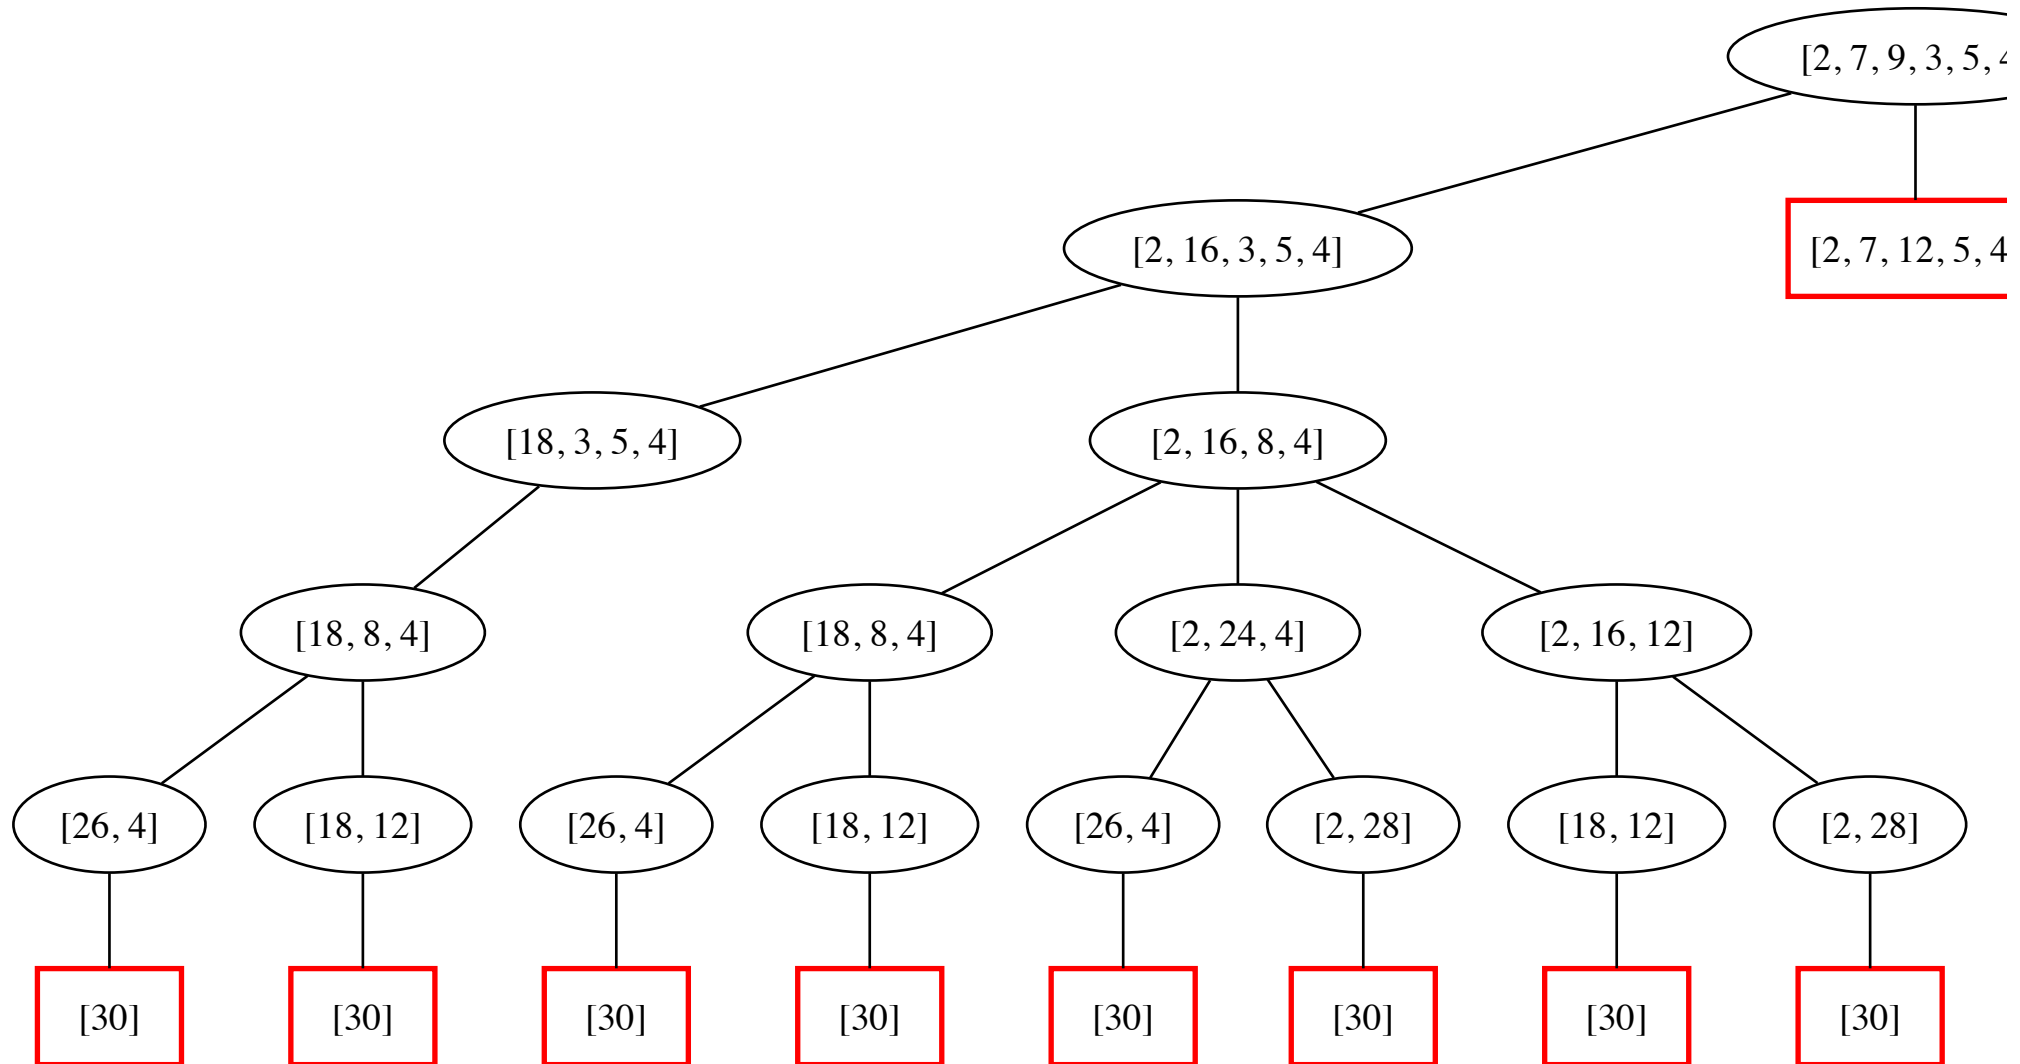 [2, 7, 9, 3, 5, 4
[2, 16, 3, 5, 4]
[2, 7, 12, 5, 4
[18, 3, 5, 4]
[2, 16, 8, 4]
[18, 8, 4]
[18, 8, 4]
[2, 24, 4]
[2, 16, 12]
[26, 4]
[18, 12]
[26, 4]
[18, 12]
[26, 4]
[2, 28]
[18, 12]
[2, 28]
[30]
[30]
[30]
[30]
[30]
[30]
[30]
[30]